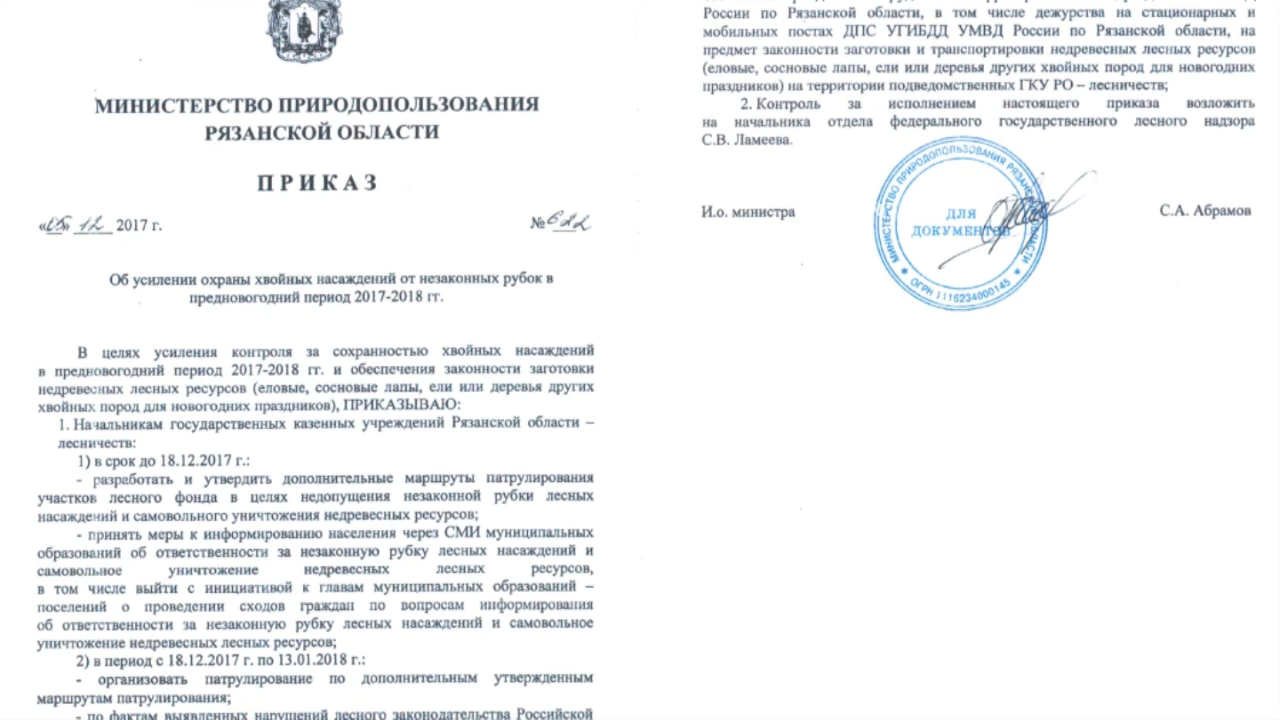 МИНИСТЕРСТВО ПРИРОДОПОЛЬЗОВАНИЯ
РЯЗАНСКОЙ ОБЛАСТИ
ПРИКАЗ
«05» 12 2017 г.
№ 622
Об усилении охраны хвойных насаждений от незаконных рубок в
предновогодний период 2017-2018 гг.
В целях усиления контроля за сохранностью хвойных насаждений
в предновогодний период 2017-2018 гг. и обеспечения законности заготовки
недревесных лесных ресурсов (еловые, сосновые лапы, ели или деревья других
хвойных пород для новогодних праздников), ПРИКАЗЫВАЮ:
1. Начальникам государственных казенных учреждений Рязанской области –
лесничеств:
1) в срок до 18.12.2017 г.:
- разработать и утвердить дополнительные маршруты патрулирования
участков лесного фонда в целях недопущения незаконной рубки лесных
насаждений и самовольного уничтожения недревесных ресурсов;
- принять меры к информированию населения через СМИ муниципальных
образований об ответственности за незаконную рубку лесных насаждений и
самовольное уничтожение недревесных лесных ресурсов,
в том числе выйти с инициативой к главам муниципальных образований –
поселений о проведении сходов граждан по вопросам информирования
об ответственности за незаконную рубку лесных насаждений и самовольное
уничтожение недревесных лесных ресурсов;
2) в период с 18.12.2017 г. по 13.01.2018 г.:
- организовать патрулирование по дополнительным утвержденным
маршрутам патрулирования;
- по фактам выявленных нарушений лесного законодательства Российской
России по Рязанской области, в том числе дежурства на стационарных и
мобильных постах ДПС УГИБДД УМВД России по Рязанской области, на
предмет законности заготовки и транспортировки недревесных лесных ресурсов
(еловые, сосновые лапы, ели или деревья других хвойных пород для новогодних
праздников) на территории подведомственных ГКУ РО – лесничеств;
2. Контроль за исполнением настоящего приказа возложить
на начальника отдела федерального государственного лесного надзора
С.В. Ламеева.
И.о. министра
С.А. Абрамов
МИНИСТЕРСТВО ПРИРОДОПОЛЬЗОВАНИЯ РЯЗАНСКОЙ ОБЛАСТИ
ДЛЯ
ДОКУМЕНТОВ
ОГРН 1116234000145